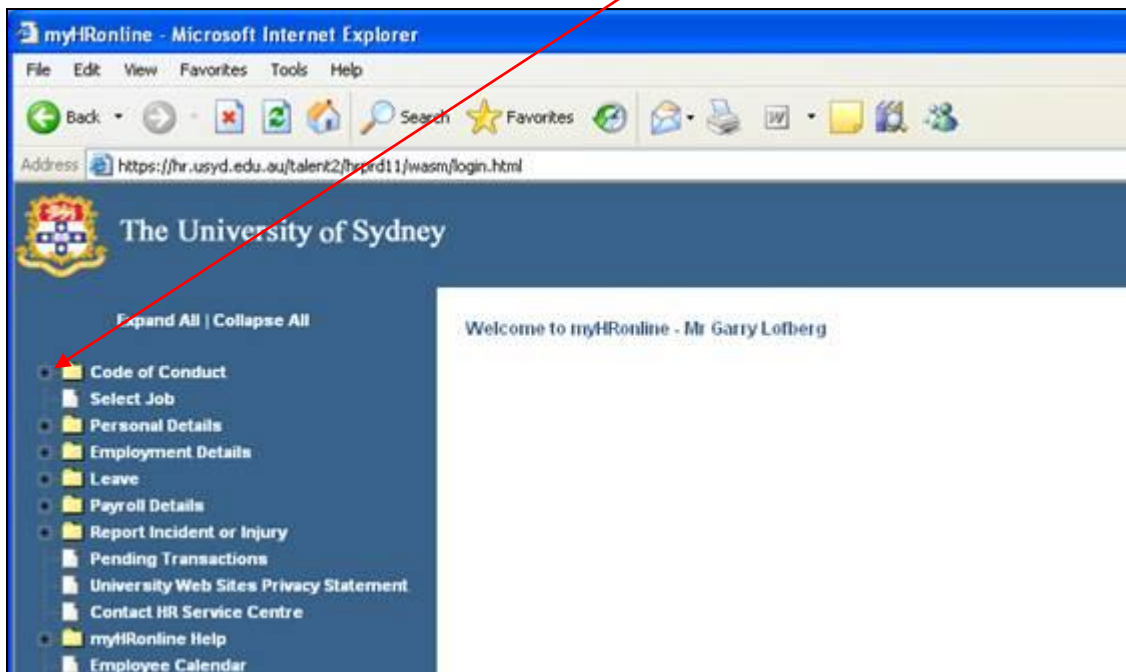 myHRonline - Microsoft Internet Explorer
File Edit View Favorites Tools Help
Back Search Favorites
Address https://hr.usyd.edu.au/talent2/hrprd11/wasm/login.html
The University of Sydney
Expand All | Collapse All
Welcome to myHRonline - Mr Garry Lofberg
Code of Conduct
Select Job
Personal Details
Employment Details
Leave
Payroll Details
Report Incident or Injury
Pending Transactions
University Web Sites Privacy Statement
Contact HR Service Centre
myHRonline Help
Employee Calendar